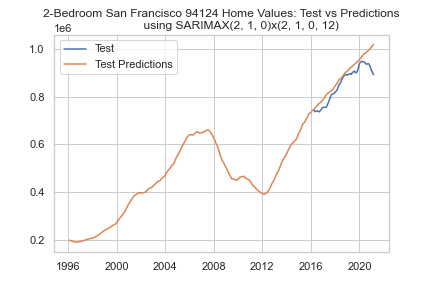 2-Bedroom San Francisco 94124 Home Values: Test vs Predictions
using SARIMAX(2, 1, 0)x(2, 1, 0, 12)
1e6
Test
Test Predictions
1.0
0.8
0.6
0.4
0.2
1996 2000 2004 2008 2012 2016 2020